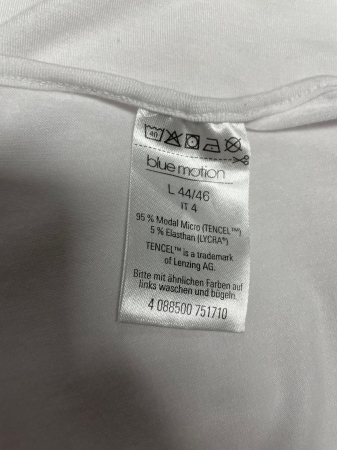 40
blue motion
L 44/46
IT 4
95 % Modal Micro (TENCEL™)
5 % Elasthan (LYCRA®)
TENCEL™ is a trademark
of Lenzing AG.
Bitte mit ähnlichen Farben auf
links waschen und bügeln.
4 088500 751710